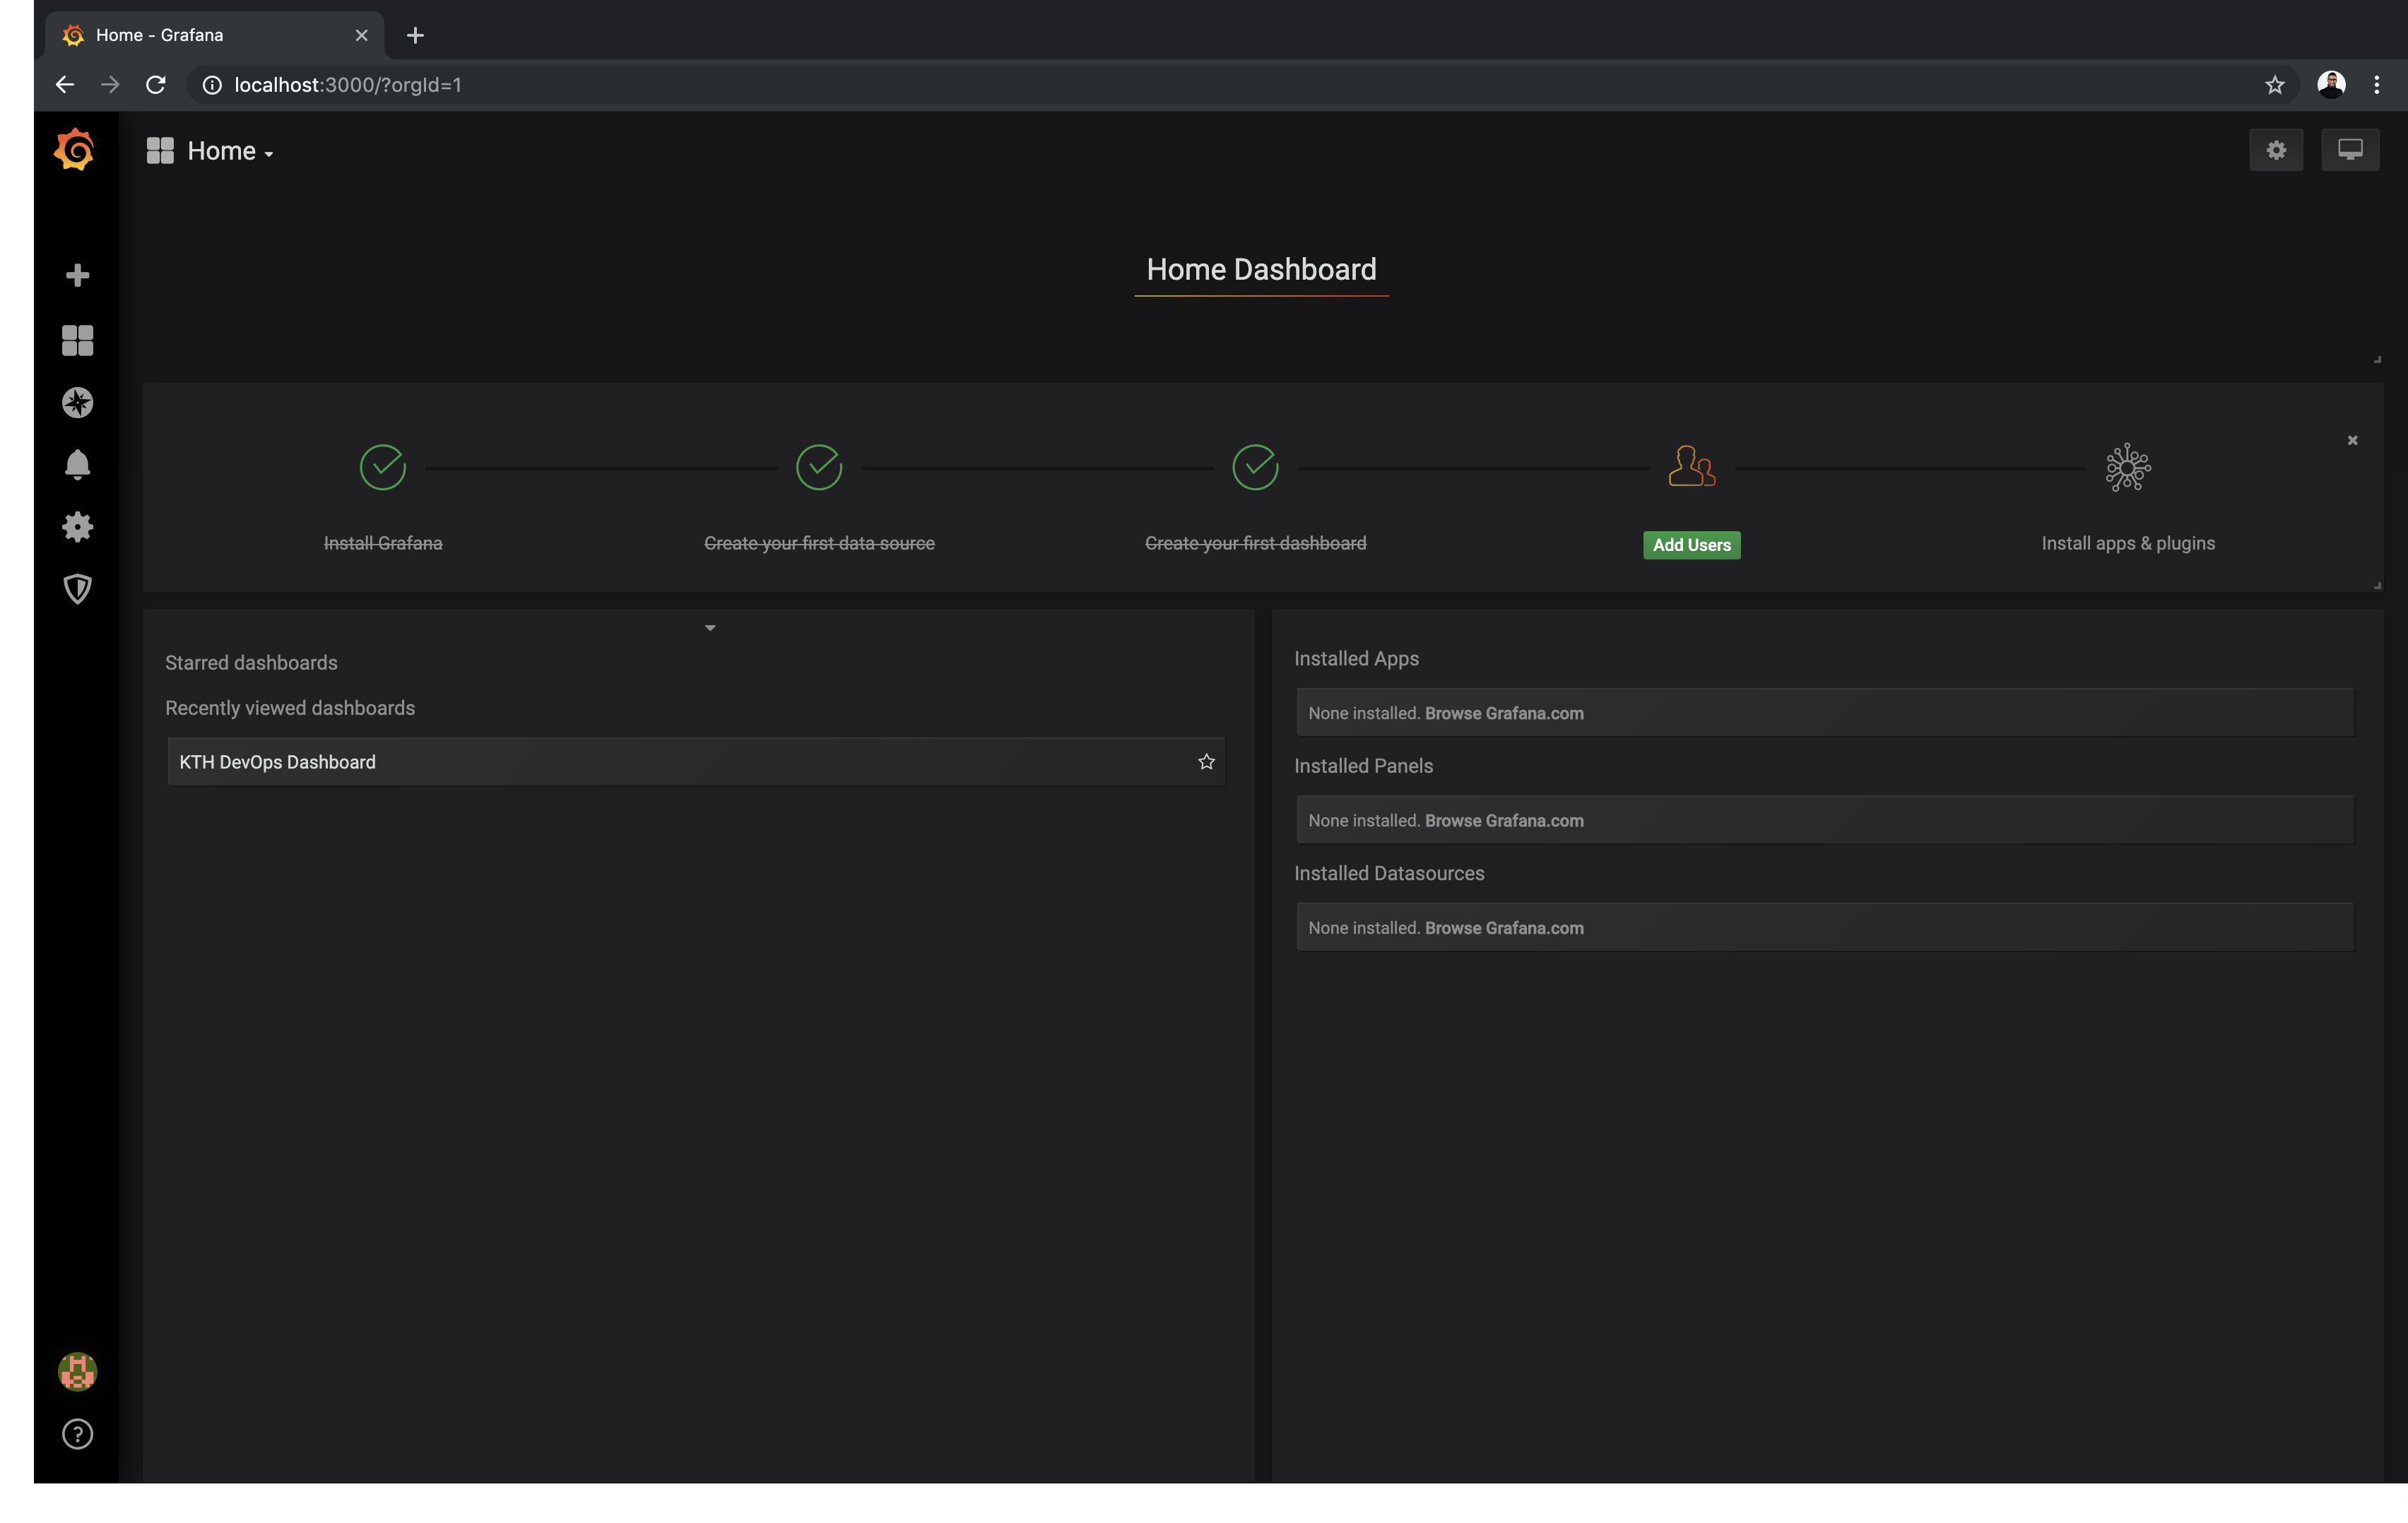 Home - Grafana
localhost:3000/?orgId=1
Home
Home Dashboard
Install Grafana
Create your first data source
Create your first dashboard
Add Users
Install apps & plugins
Starred dashboards
Recently viewed dashboards
KTH DevOps Dashboard
Installed Apps
None installed. Browse Grafana.com
Installed Panels
None installed. Browse Grafana.com
Installed Datasources
None installed. Browse Grafana.com